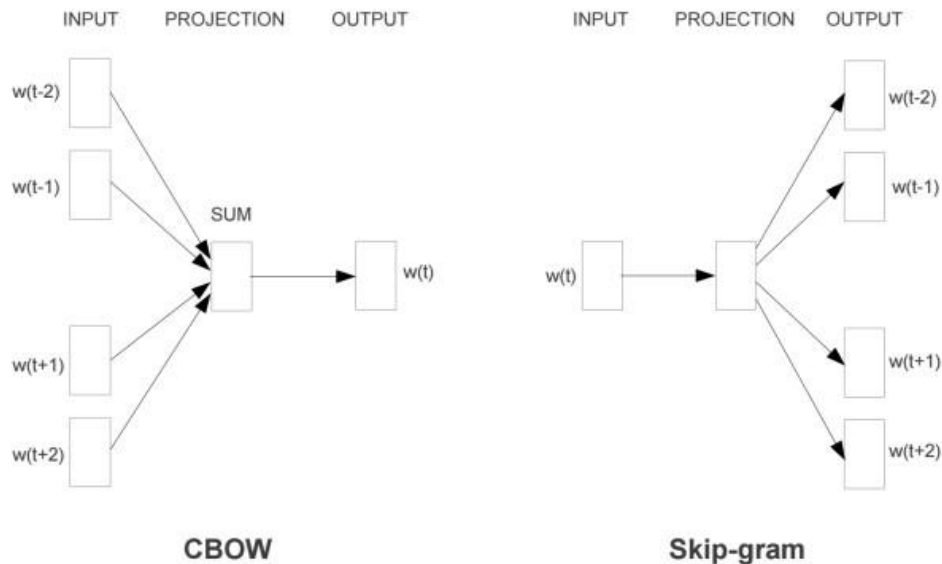 INPUT PROJECTION OUTPUT
w(t-2)
w(t-1)
SUM
w(t)
w(t+1)
w(t+2)
CBOW
INPUT PROJECTION OUTPUT
w(t-2)
w(t-1)
w(t)
w(t+1)
w(t+2)
Skip-gram